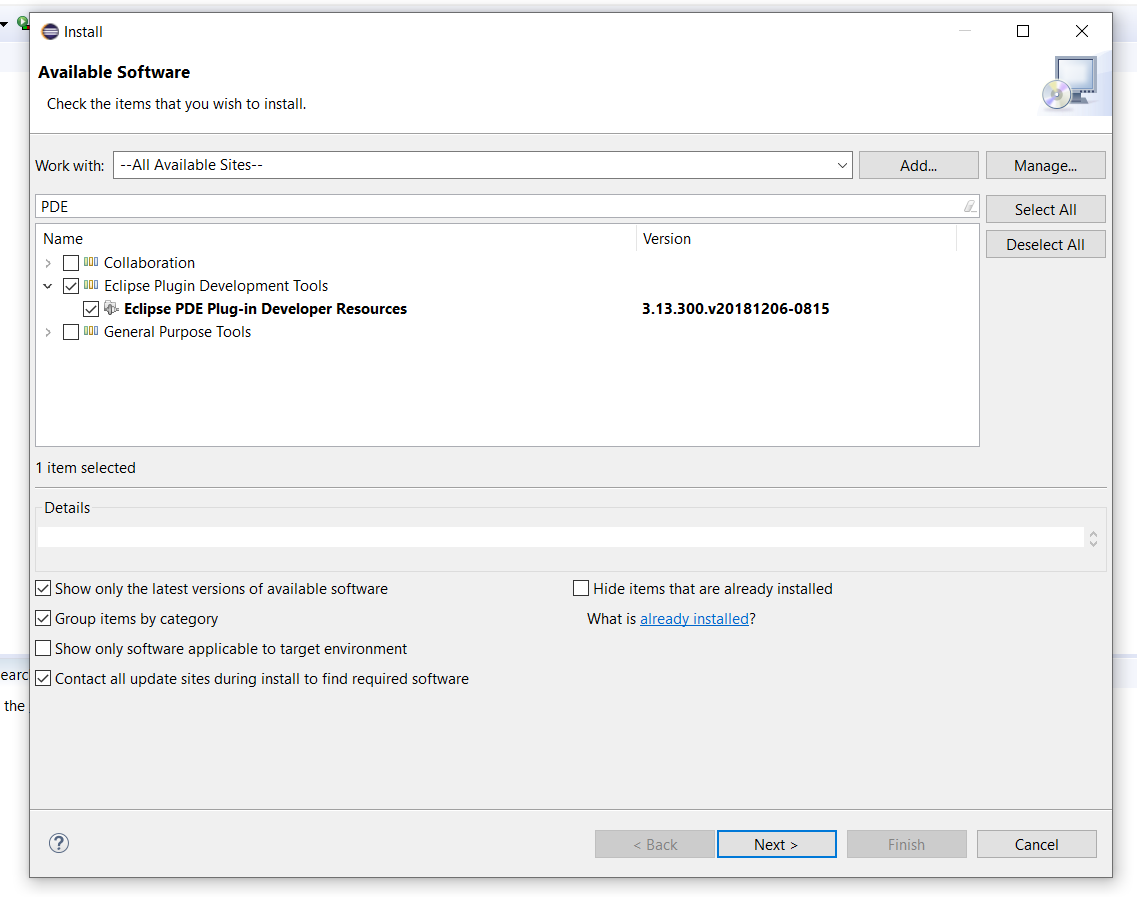 Install
Available Software
Check the items that you wish to install.
Work with: --All Available Sites-- Add... Manage...
PDE
Select All
Deselect All
Name Version
Collaboration
Eclipse Plugin Development Tools
Eclipse PDE Plug-in Developer Resources 3.13.300.v20181206-0815
General Purpose Tools
1 item selected
Details
Show only the latest versions of available software Hide items that are already installed
Group items by category What is already installed?
Show only software applicable to target environment
earc
Contact all update sites during install to find required software
the
? < Back Next > Finish Cancel